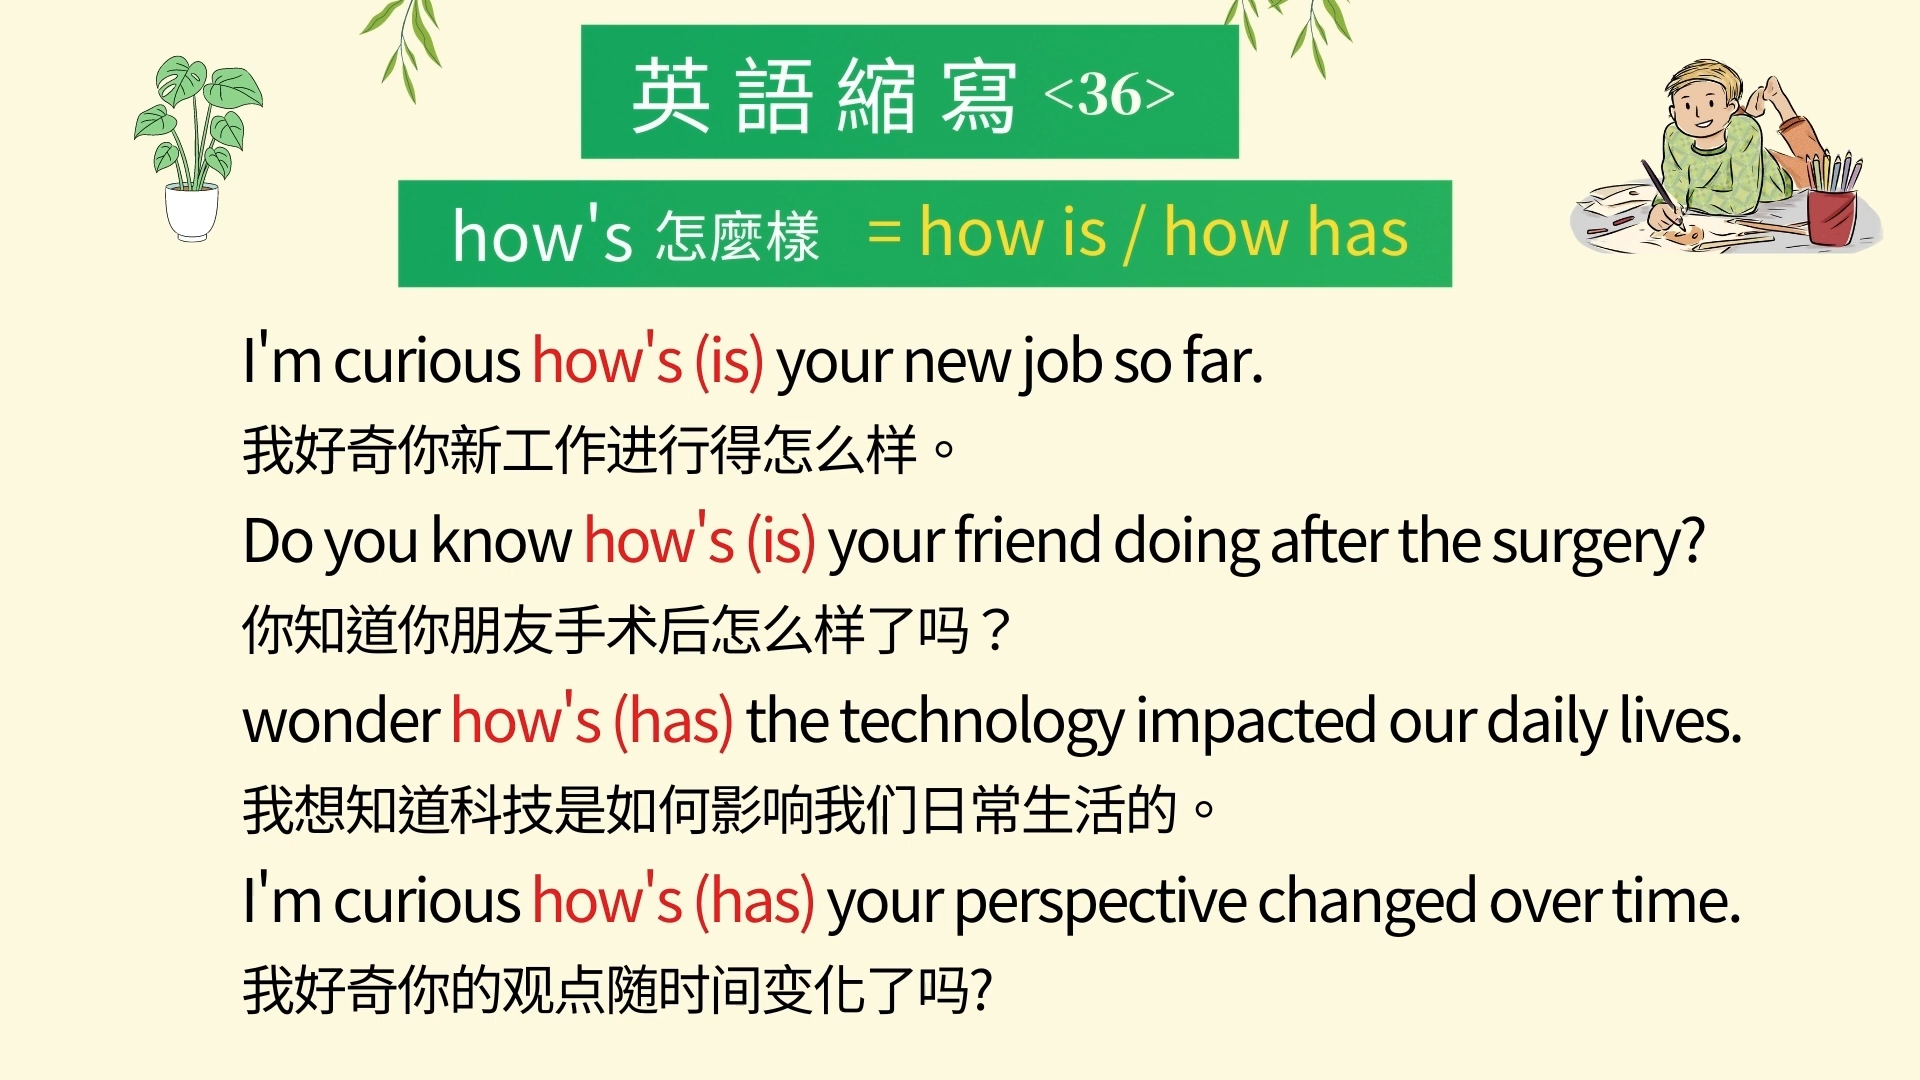 英語縮寫 <36>
how's 怎麼樣 = how is / how has
I'm curious how's (is) your new job so far.
我好奇你新工作进行得怎么样。
Do you know how's (is) your friend doing after the surgery?
你知道你朋友手术后怎么样了吗？
wonder how's (has) the technology impacted our daily lives.
我想知道科技是如何影响我们日常生活的。
I'm curious how's (has) your perspective changed over time.
我好奇你的观点随时间变化了吗?